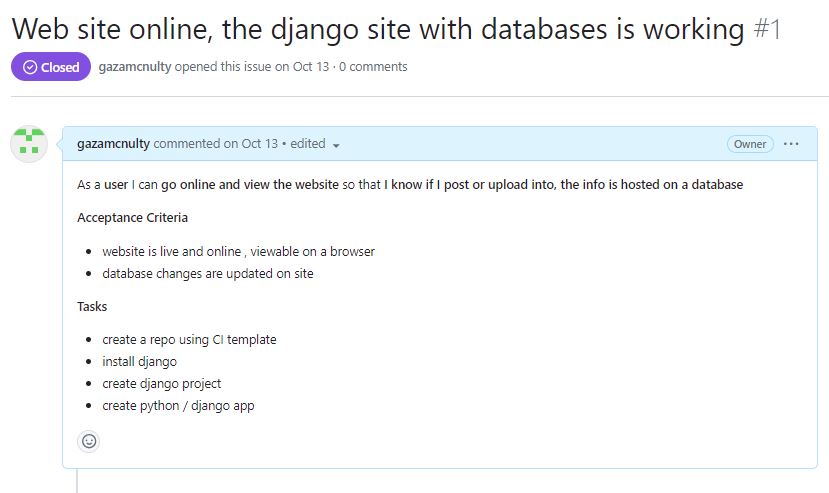 Web site online, the django site with databases is working #1
Closed gazamcnulty opened this issue on Oct 13 · 0 comments
gazamcnulty commented on Oct 13 • edited Owner ...
As a user I can go online and view the website so that I know if I post or upload into, the info is hosted on a database
Acceptance Criteria
• website is live and online , viewable on a browser
• database changes are updated on site
Tasks
• create a repo using CI template
• install django
• create django project
• create python / django app